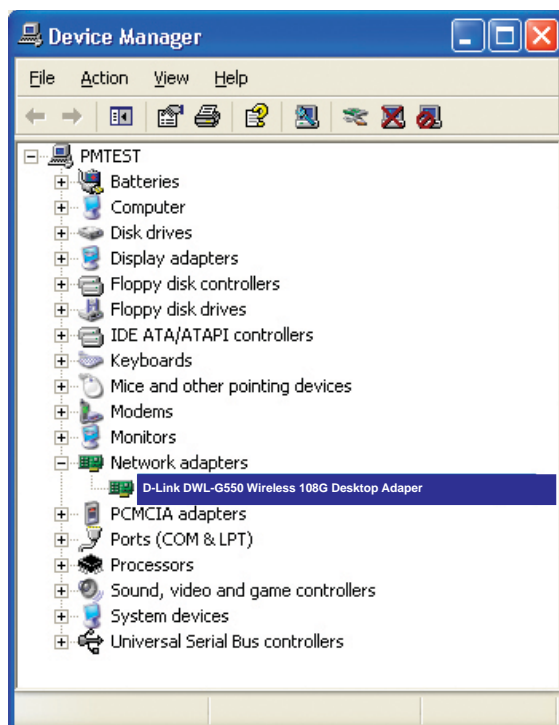 Device Manager
File Action View Help
PMTEST
Batteries
Computer
Disk drives
Display adapters
Floppy disk controllers
Floppy disk drives
IDE ATA/ATAPI controllers
Keyboards
Mice and other pointing devices
Modems
Monitors
Network adapters
D-Link DWL-G550 Wireless 108G Desktop Adaper
PCMCIA adapters
Ports (COM & LPT)
Processors
Sound, video and game controllers
System devices
Universal Serial Bus controllers